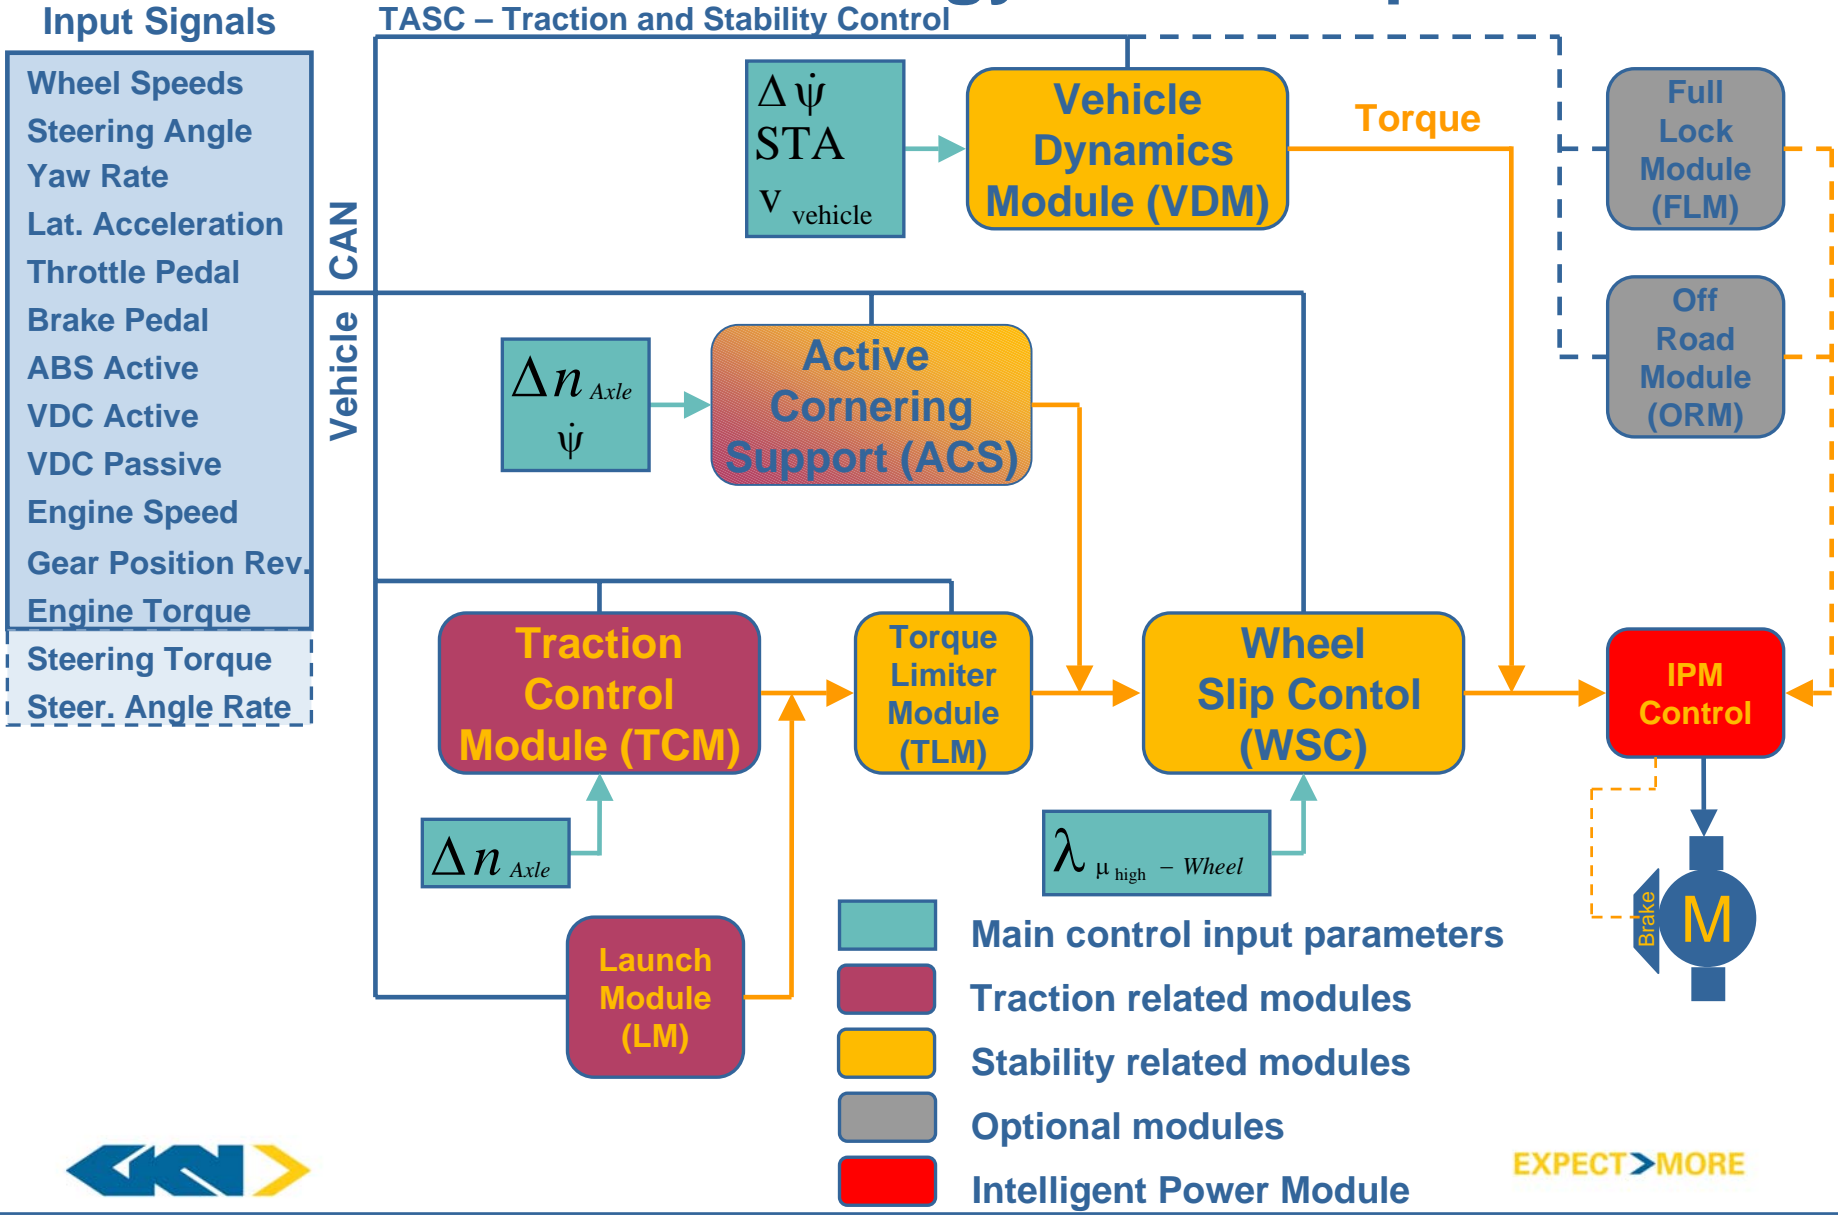 Input Signals
TASC – Traction and Stability Control
Wheel Speeds
Steering Angle
Yaw Rate
Lat. Acceleration
Throttle Pedal
Brake Pedal
ABS Active
VDC Active
VDC Passive
Engine Speed
Gear Position Rev.
Engine Torque
Steering Torque
Steer. Angle Rate
Vehicle CAN
Δ ψ̇
STA
v vehicle
Vehicle
Dynamics
Module (VDM)
Torque
Full
Lock
Module
(FLM)
Off
Road
Module
(ORM)
Δn Axle
ψ̇
Active
Cornering
Support (ACS)
Traction
Control
Module (TCM)
Torque
Limiter
Module
(TLM)
Wheel
Slip Contol
(WSC)
IPM
Control
Δn Axle
λ μ high – Wheel
Launch
Module
(LM)
Brake
M
Main control input parameters
Traction related modules
Stability related modules
Optional modules
Intelligent Power Module
GKN
EXPECT>MORE